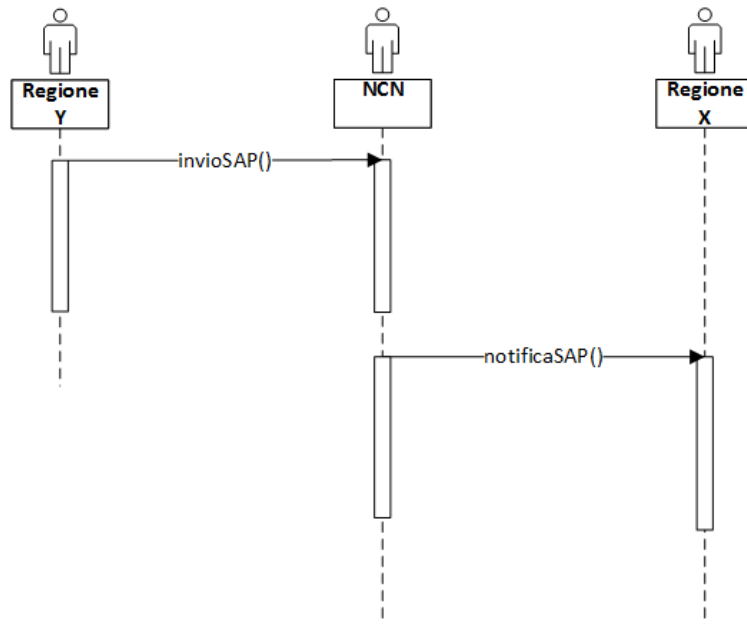 Regione
Y
NCN
Regione
X
invioSAP()
notificaSAP()